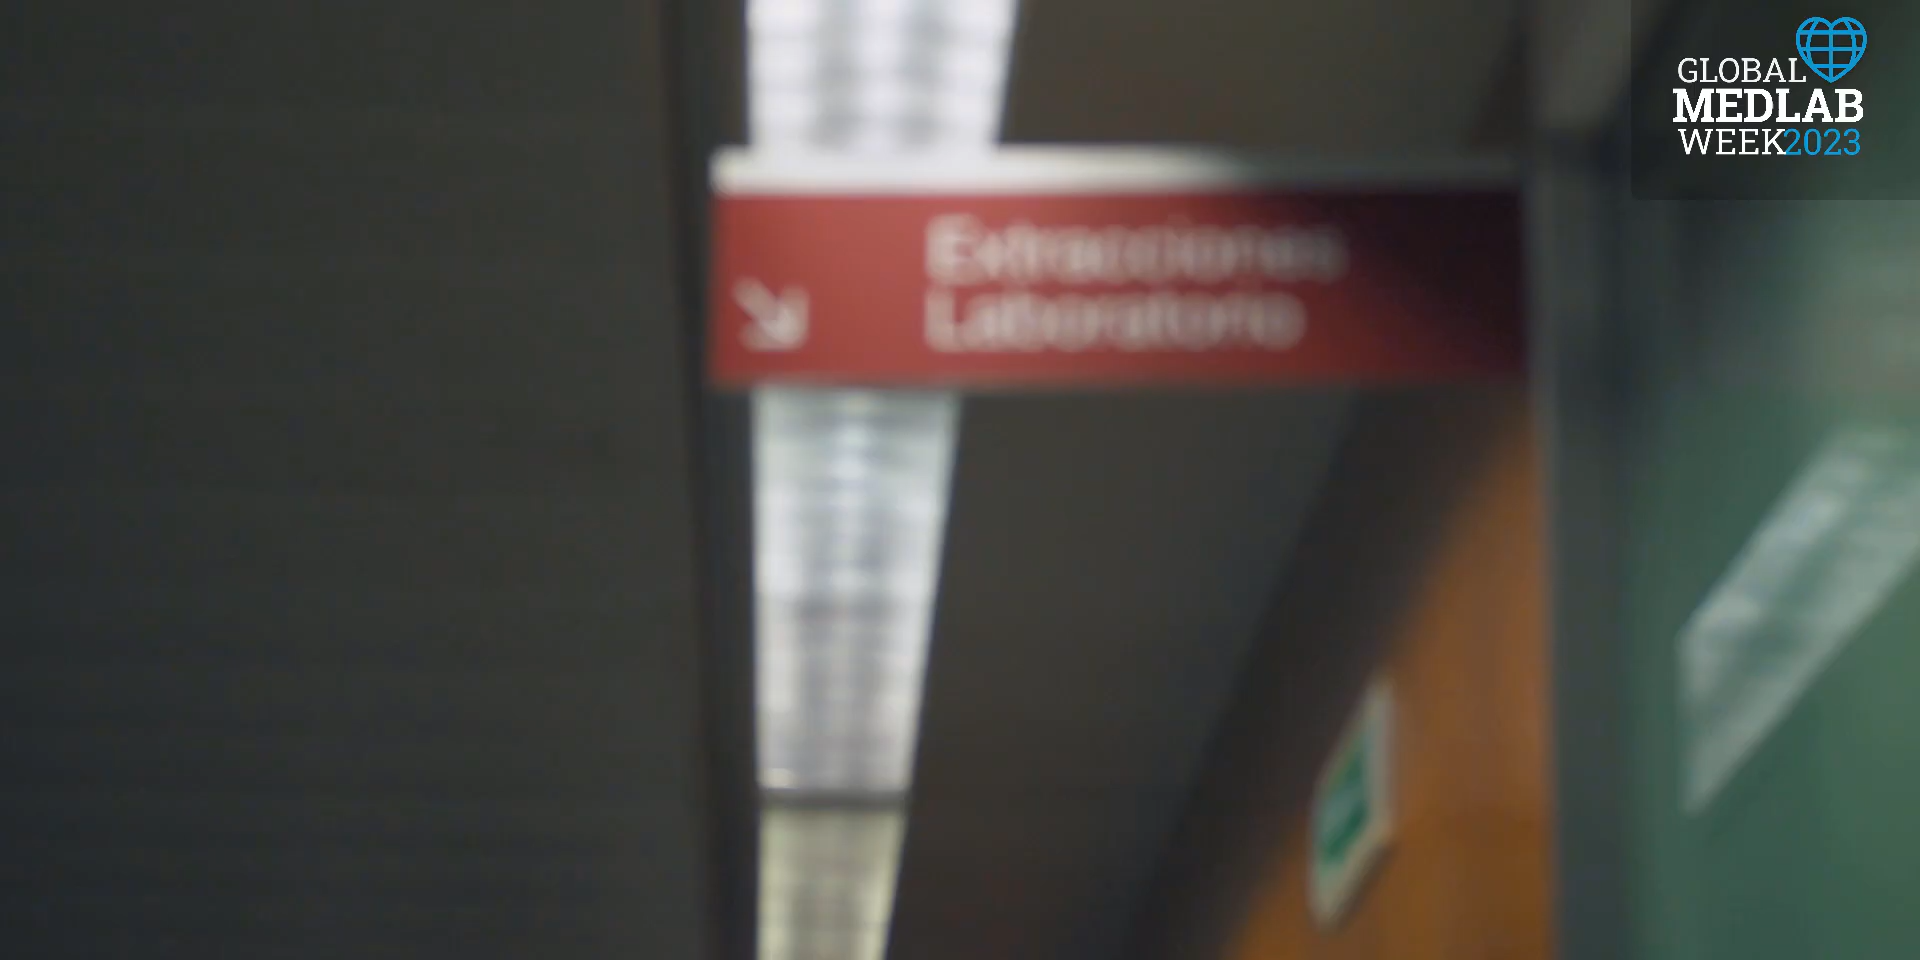 GLOBAL
MEDLAB
WEEK2023
Extracciones
Laboratorio